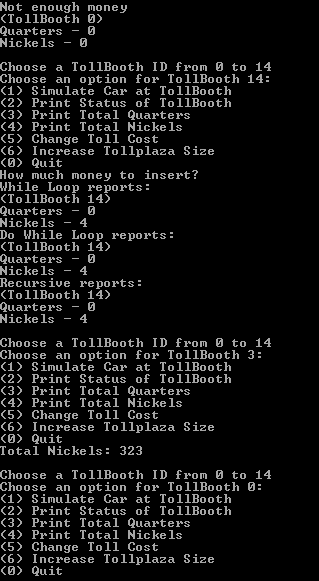 Not enough money
(TollBooth 0)
Quarters - 0
Nickels - 0
Choose a TollBooth ID from 0 to 14
Choose an option for TollBooth 14:
(1) Simulate Car at TollBooth
(2) Print Status of TollBooth
(3) Print Total Quarters
(4) Print Total Nickels
(5) Change Toll Cost
(6) Increase Tollplaza Size
(0) Quit
How much money to insert?
While Loop reports:
(TollBooth 14)
Quarters - 0
Nickels - 4
Do While Loop reports:
(TollBooth 14)
Quarters - 0
Nickels - 4
Recursive reports:
(TollBooth 14)
Quarters - 0
Nickels - 4
Choose a TollBooth ID from 0 to 14
Choose an option for TollBooth 3:
(1) Simulate Car at TollBooth
(2) Print Status of TollBooth
(3) Print Total Quarters
(4) Print Total Nickels
(5) Change Toll Cost
(6) Increase Tollplaza Size
(0) Quit
Total Nickels: 323
Choose a TollBooth ID from 0 to 14
Choose an option for TollBooth 0:
(1) Simulate Car at TollBooth
(2) Print Status of TollBooth
(3) Print Total Quarters
(4) Print Total Nickels
(5) Change Toll Cost
(6) Increase Tollplaza Size
(0) Quit